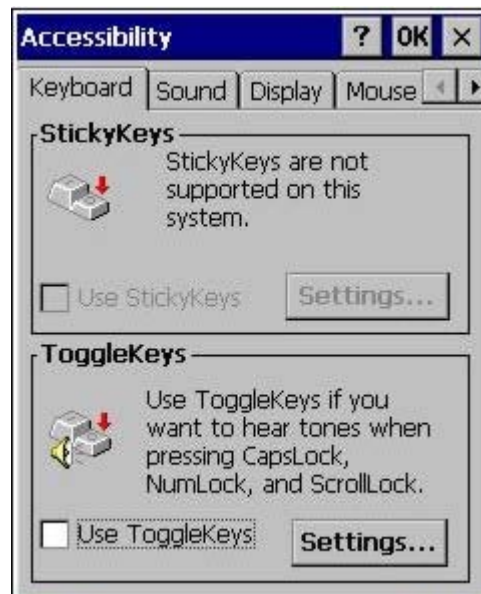 Accessibility ? OK ×
Keyboard Sound Display Mouse
StickyKeys
StickyKeys are not
supported on this
system.
Use StickyKeys Settings...
ToggleKeys
Use ToggleKeys if you
want to hear tones when
pressing CapsLock,
NumLock, and ScrollLock.
Use ToggleKeys Settings...